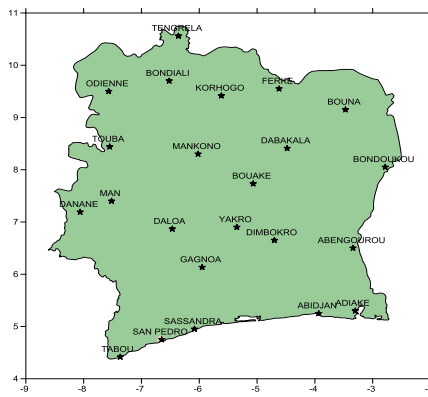 11
TENGRELA
10
BONDIALI
ODIENNE
KORHOGO
FERKE
BOUNA
9
TOUBA
MANKONO
DABAKALA
BONDOUKOU
8
BOUAKE
MAN
DANANE
7
DALOA
YAKRO
DIMBOKRO
ABENGOUROU
GAGNOA
6
ABIDJAN
ADIAKE
SASSANDRA
5
SAN PEDRO
TABOU
4
-9 -8 -7 -6 -5 -4 -3